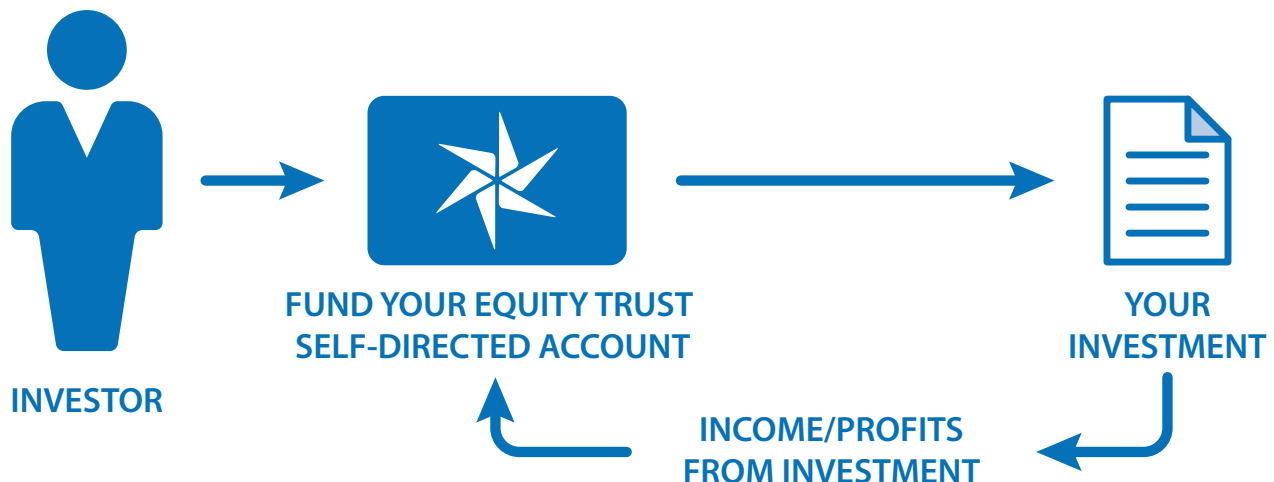 INVESTOR
FUND YOUR EQUITY TRUST
SELF-DIRECTED ACCOUNT
YOUR
INVESTMENT
INCOME/PROFITS
FROM INVESTMENT